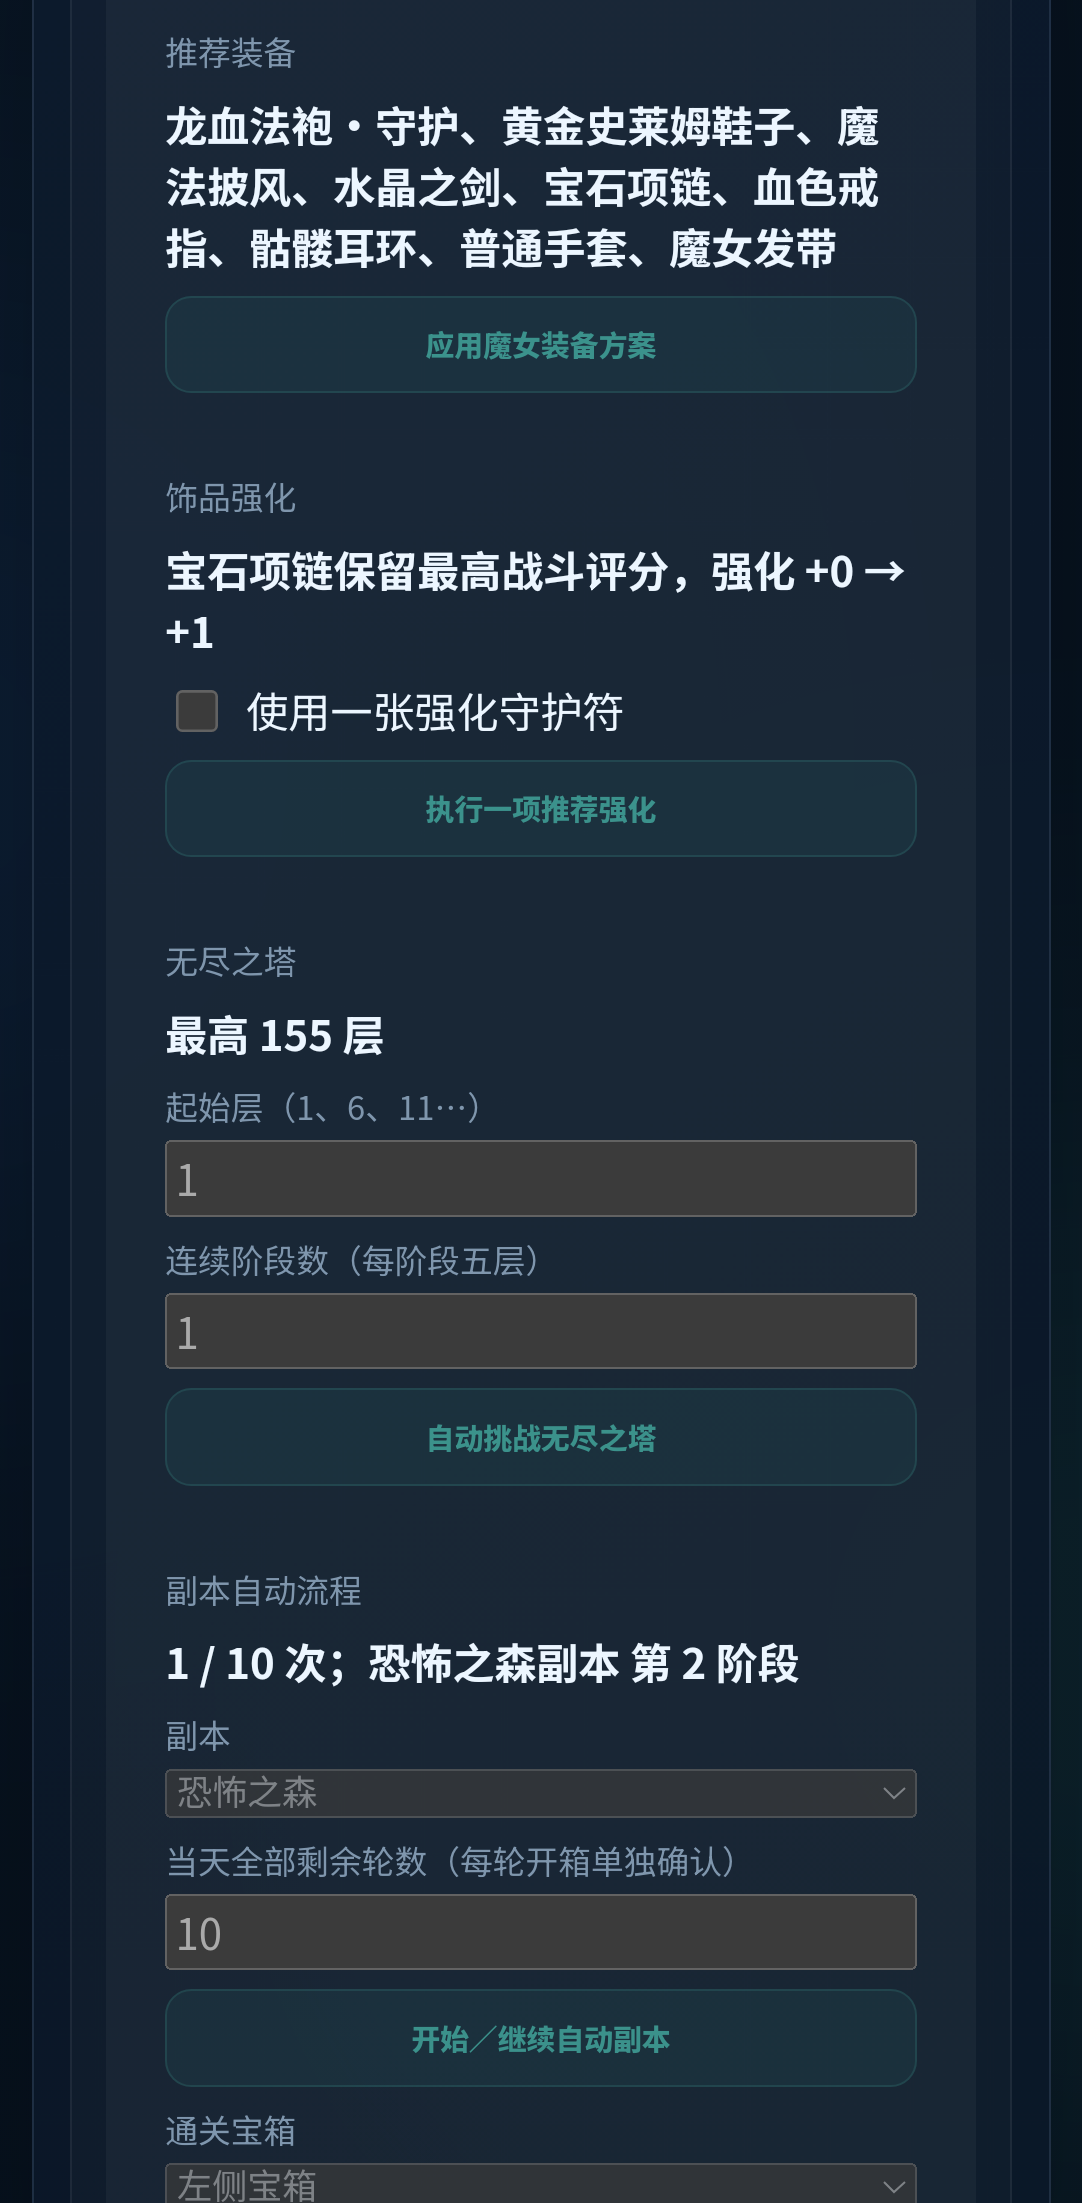 推荐装备
龙血法袍·守护、黄金史莱姆鞋子、魔
法披风、水晶之剑、宝石项链、血色戒
指、骷髅耳环、普通手套、魔女发带
应用魔女装备方案
饰品强化
宝石项链保留最高战斗评分，强化 +0 →
+1
使用一张强化守护符
执行一项推荐强化
无尽之塔
最高 155 层
起始层（1、6、11…）
1
连续阶段数（每阶段五层）
1
自动挑战无尽之塔
副本自动流程
1 / 10 次；恐怖之森副本 第 2 阶段
副本
恐怖之森
当天全部剩余轮数（每轮开箱单独确认）
10
开始／继续自动副本
通关宝箱
左侧宝箱